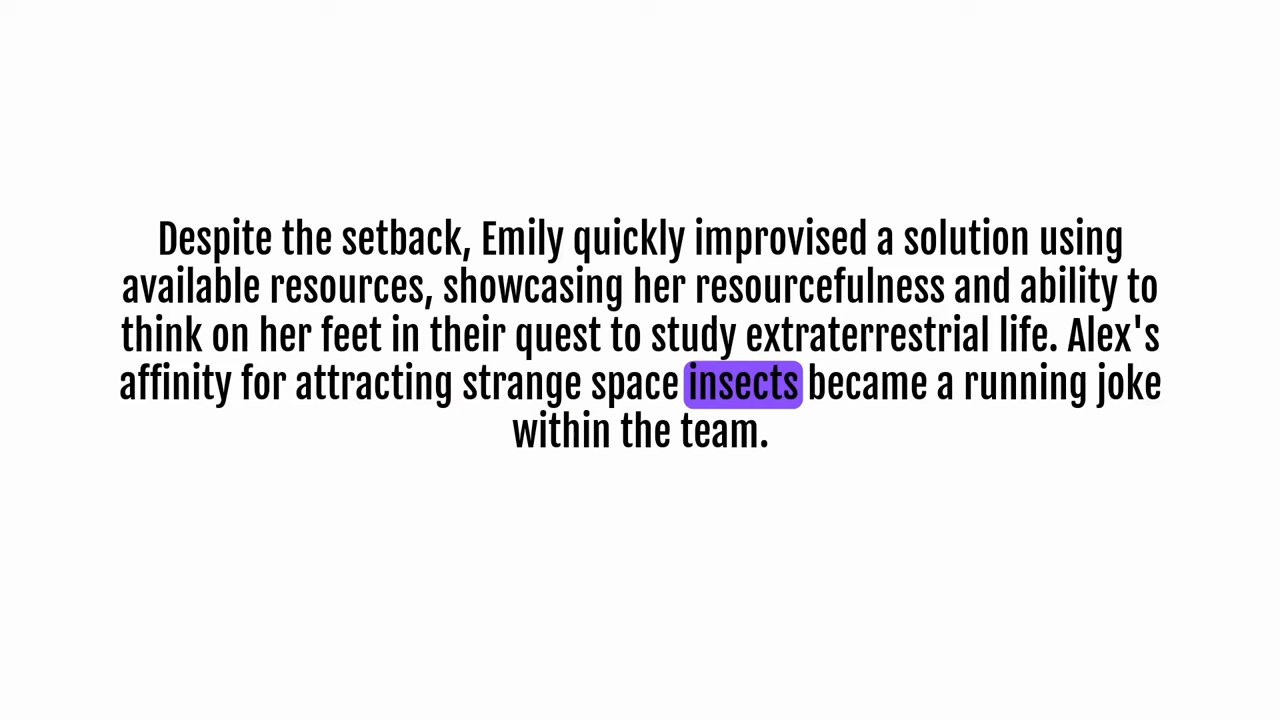 Despite the setback, Emily quickly improvised a solution using
available resources, showcasing her resourcefulness and ability to
think on her feet in their quest to study extraterrestrial life. Alex's
affinity for attracting strange space insects became a running joke
within the team.